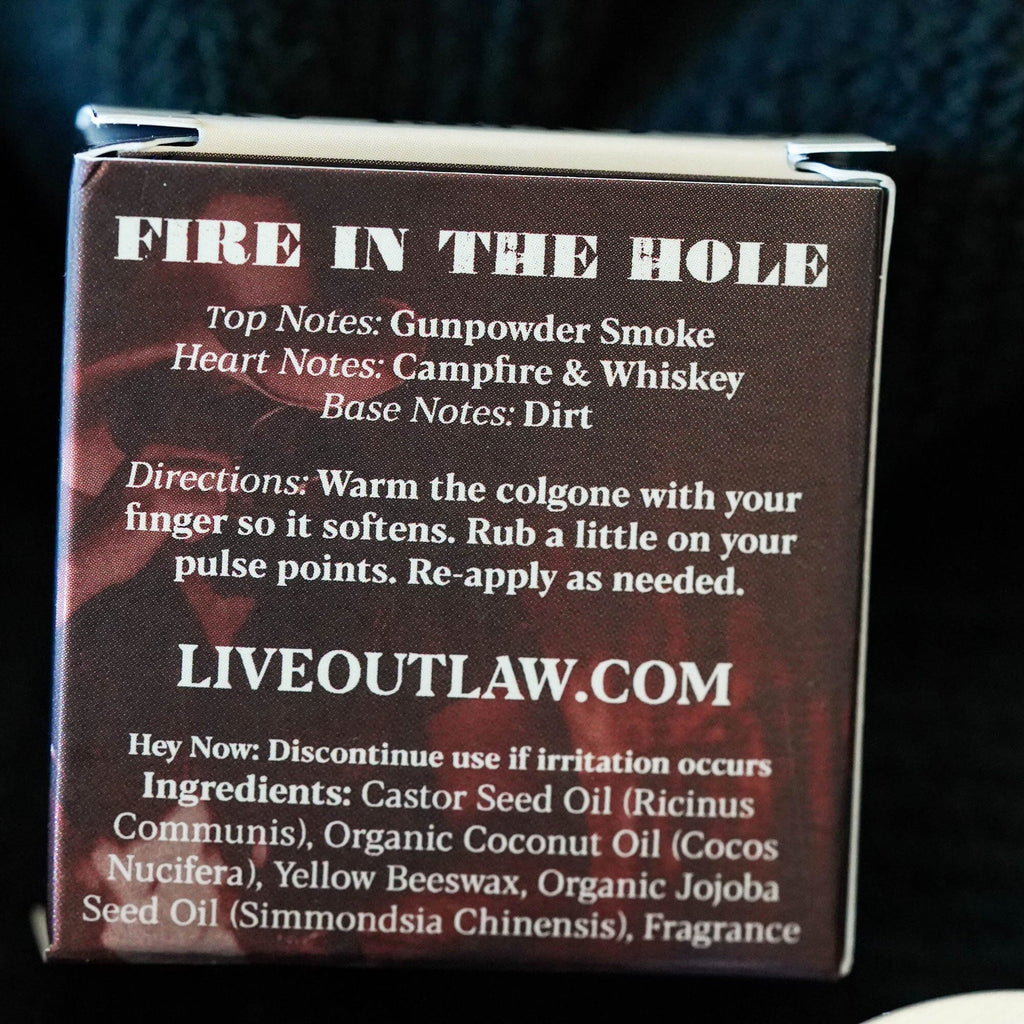 FIRE IN THE HOLE
Top Notes: Gunpowder Smoke
Heart Notes: Campfire & Whiskey
Base Notes: Dirt
Directions: Warm the colgone with your
finger so it softens. Rub a little on your
pulse points. Re-apply as needed.
LIVEOUTLAW.COM
Hey Now: Discontinue use if irritation occurs
Ingredients: Castor Seed Oil (Ricinus
Communis), Organic Coconut Oil (Cocos
Nucifera), Yellow Beeswax, Organic Jojoba
Seed Oil (Simmondsia Chinensis), Fragrance